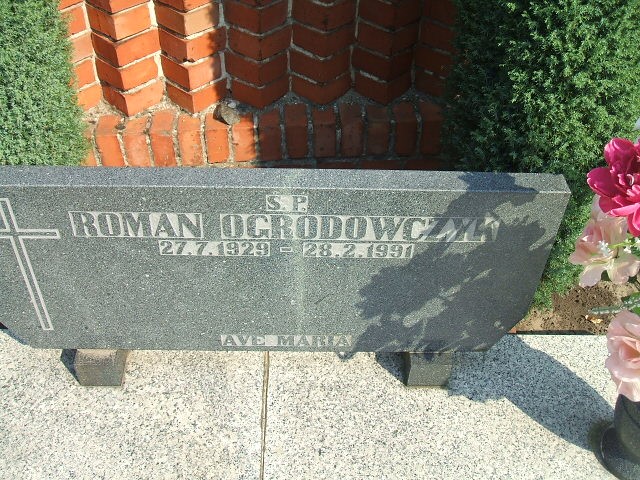 S.P.
ROMAN OGRODOWCZYK
27.7.1929 - 28.2.1991
AVE MARIA